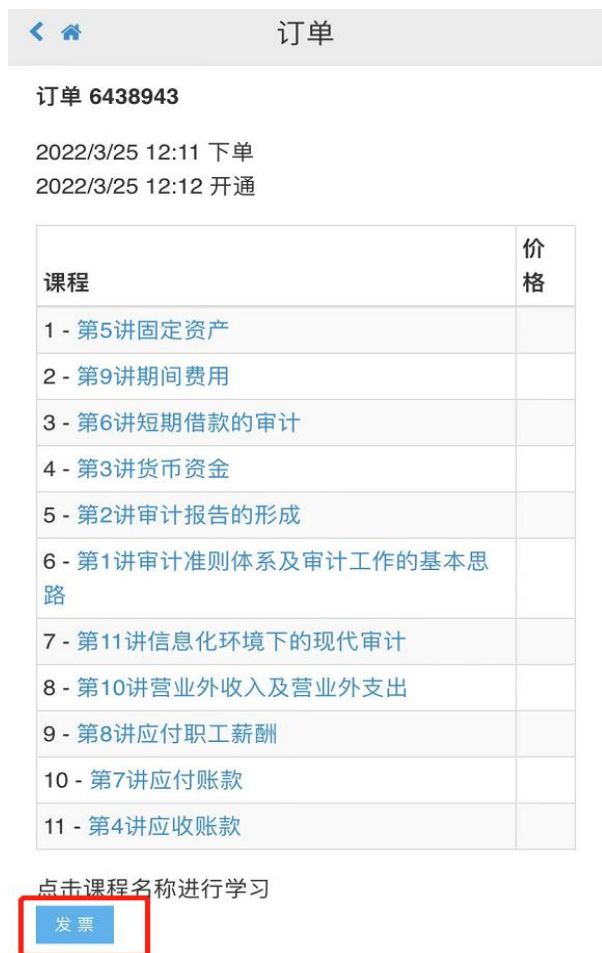 订单
订单 6438943
2022/3/25 12:11 下单
2022/3/25 12:12 开通
课程 价格
1 - 第5讲固定资产
2 - 第9讲期间费用
3 - 第6讲短期借款的审计
4 - 第3讲货币资金
5 - 第2讲审计报告的形成
6 - 第1讲审计准则体系及审计工作的基本思
路
7 - 第11讲信息化环境下的现代审计
8 - 第10讲营业外收入及营业外支出
9 - 第8讲应付职工薪酬
10 - 第7讲应付账款
11 - 第4讲应收账款
点击课程名称进行学习
发票